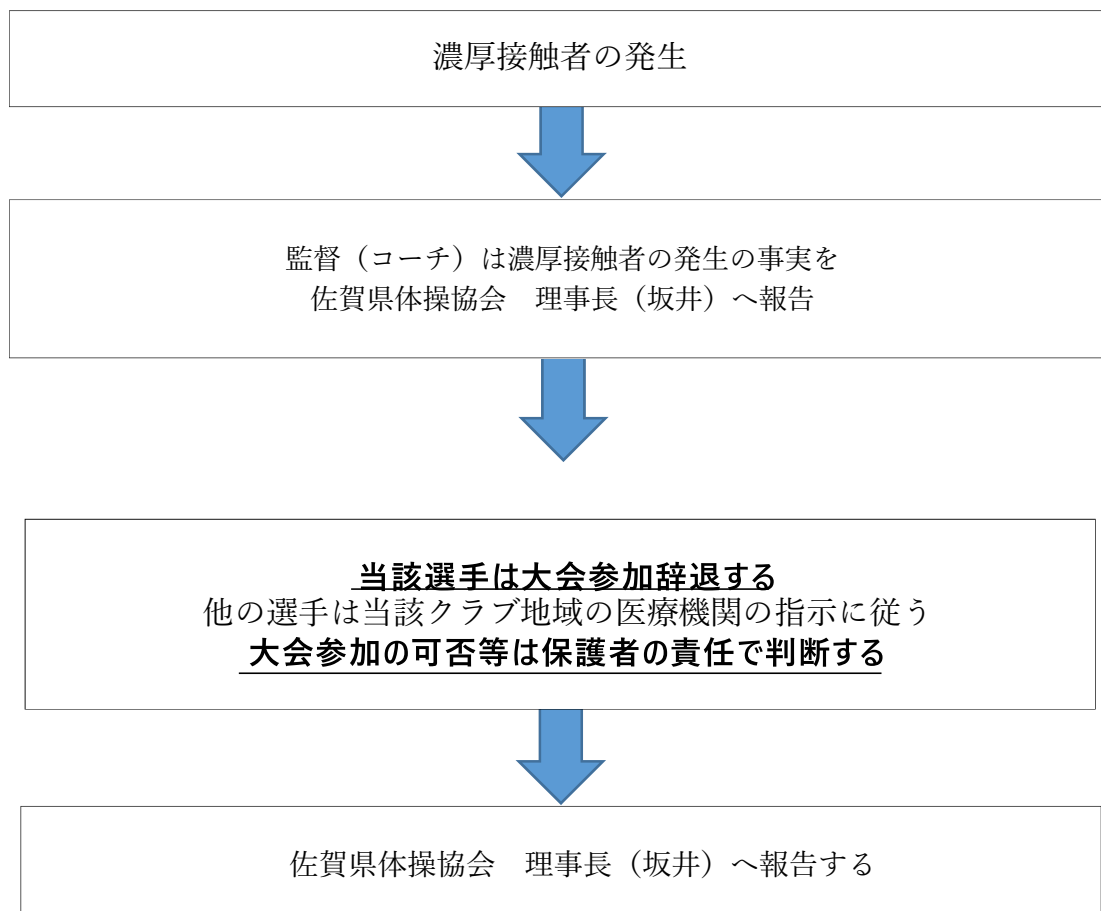 濃厚接触者の発生
監督（コーチ）は濃厚接触者の発生の事実を
佐賀県体操協会　理事長（坂井）へ報告
当該選手は大会参加辞退する
他の選手は当該クラブ地域の医療機関の指示に従う
大会参加の可否等は保護者の責任で判断する
佐賀県体操協会　理事長（坂井）へ報告する